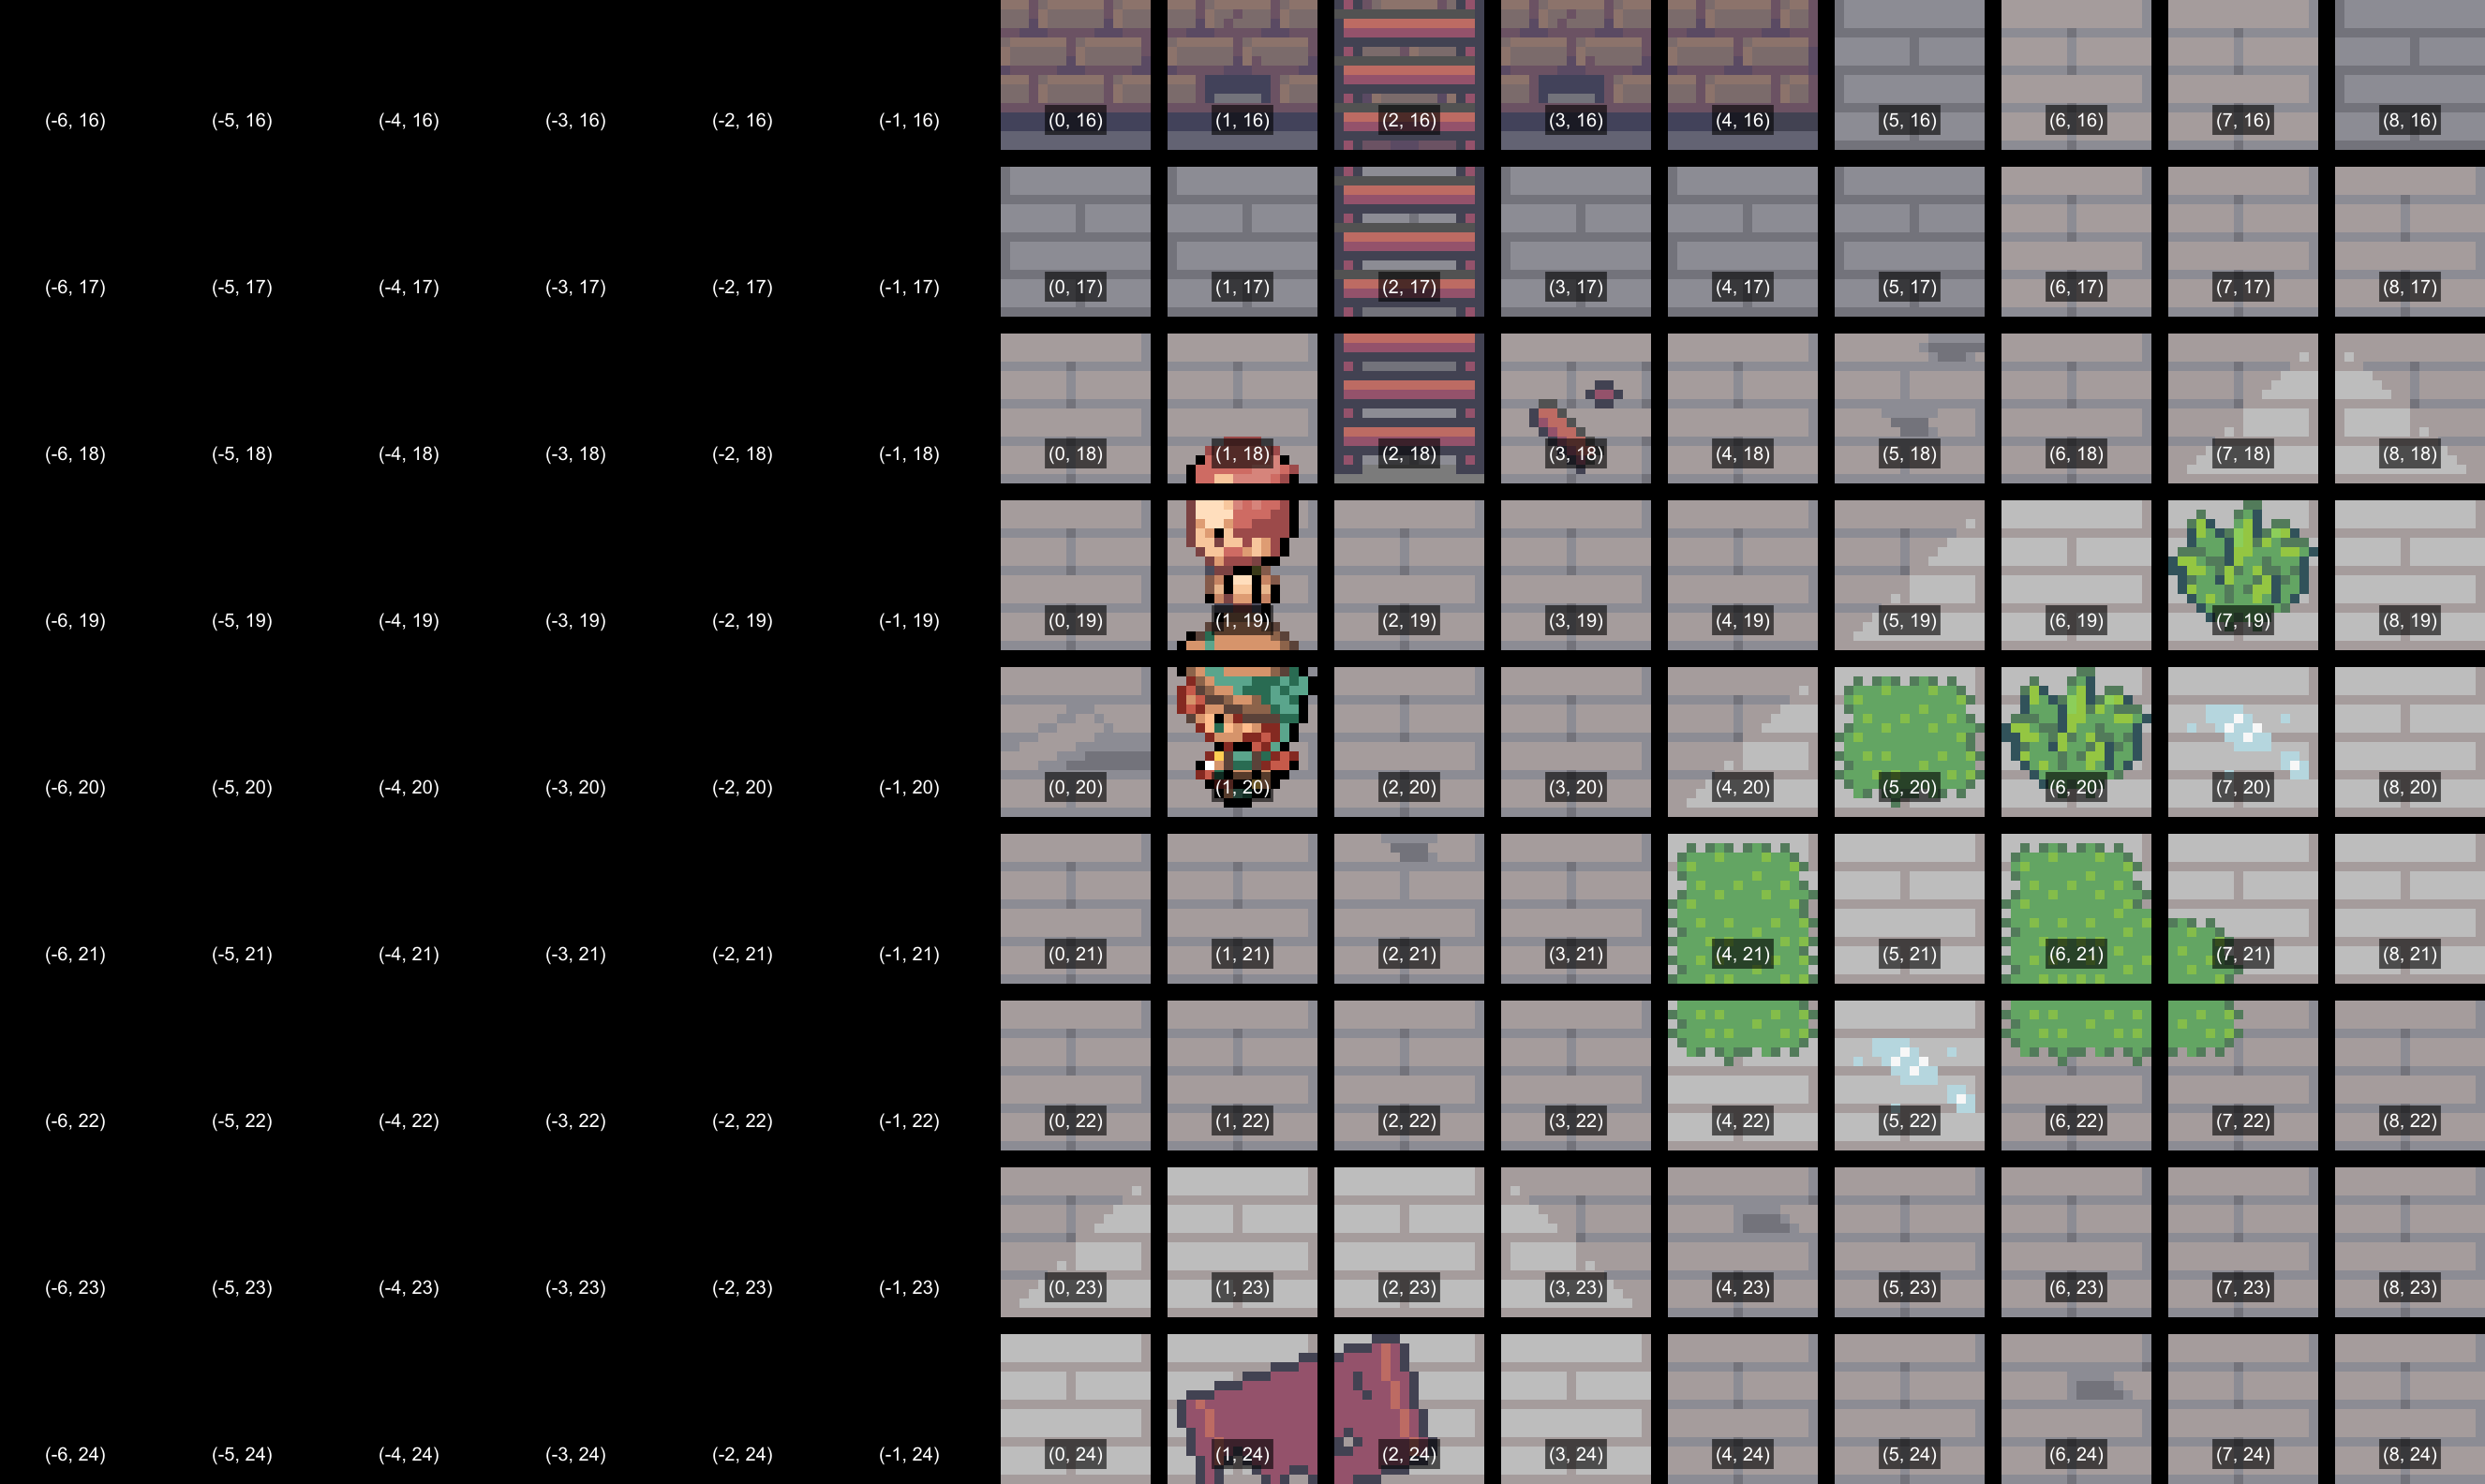 (-6, 16) (-5, 16) (-4, 16) (-3, 16) (-2, 16) (-1, 16) (0, 16) (1, 16) (2, 16) (3, 16) (4, 16) (5, 16) (6, 16) (7, 16) (8, 16)
(-6, 17) (-5, 17) (-4, 17) (-3, 17) (-2, 17) (-1, 17) (0, 17) (1, 17) (2, 17) (3, 17) (4, 17) (5, 17) (6, 17) (7, 17) (8, 17)
(-6, 18) (-5, 18) (-4, 18) (-3, 18) (-2, 18) (-1, 18) (0, 18) (1, 18) (2, 18) (3, 18) (4, 18) (5, 18) (6, 18) (7, 18) (8, 18)
(-6, 19) (-5, 19) (-4, 19) (-3, 19) (-2, 19) (-1, 19) (0, 19) (1, 19) (2, 19) (3, 19) (4, 19) (5, 19) (6, 19) (7, 19) (8, 19)
(-6, 20) (-5, 20) (-4, 20) (-3, 20) (-2, 20) (-1, 20) (0, 20) (1, 20) (2, 20) (3, 20) (4, 20) (5, 20) (6, 20) (7, 20) (8, 20)
(-6, 21) (-5, 21) (-4, 21) (-3, 21) (-2, 21) (-1, 21) (0, 21) (1, 21) (2, 21) (3, 21) (4, 21) (5, 21) (6, 21) (7, 21) (8, 21)
(-6, 22) (-5, 22) (-4, 22) (-3, 22) (-2, 22) (-1, 22) (0, 22) (1, 22) (2, 22) (3, 22) (4, 22) (5, 22) (6, 22) (7, 22) (8, 22)
(-6, 23) (-5, 23) (-4, 23) (-3, 23) (-2, 23) (-1, 23) (0, 23) (1, 23) (2, 23) (3, 23) (4, 23) (5, 23) (6, 23) (7, 23) (8, 23)
(-6, 24) (-5, 24) (-4, 24) (-3, 24) (-2, 24) (-1, 24) (0, 24) (1, 24) (2, 24) (3, 24) (4, 24) (5, 24) (6, 24) (7, 24) (8, 24)